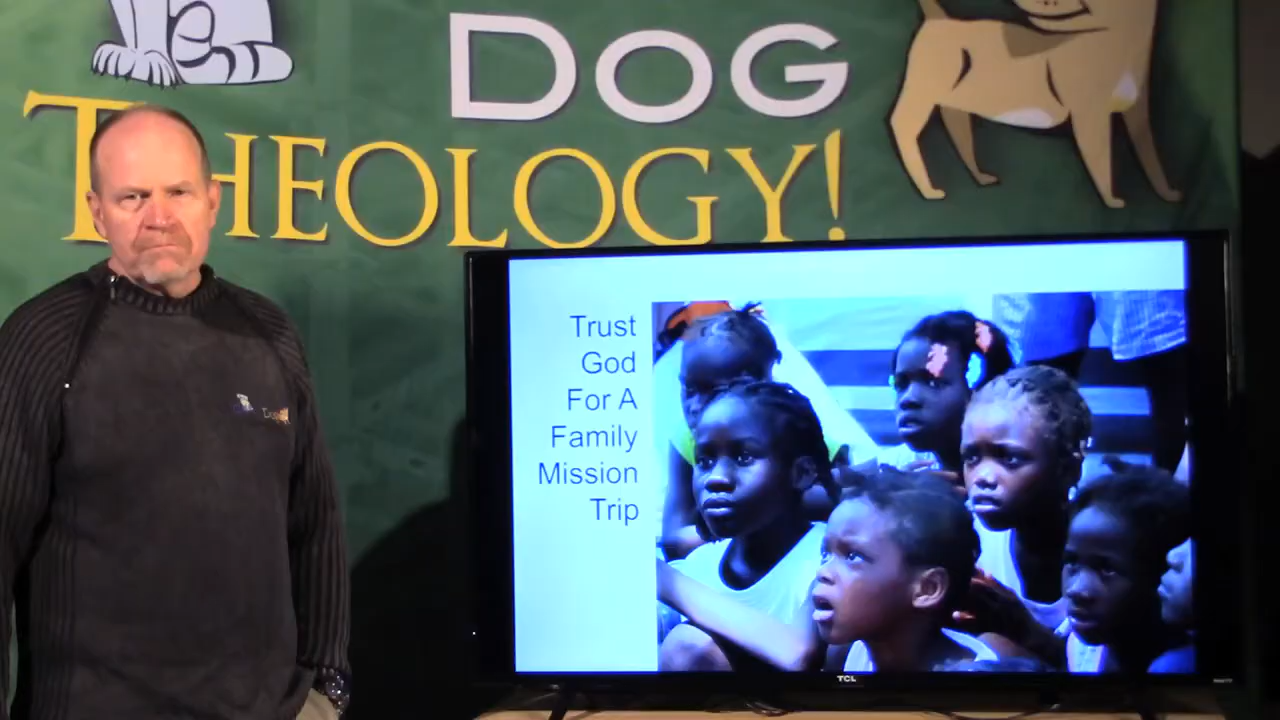 DOG
THEOLOGY!
Trust
God
For A
Family
Mission
Trip
TCL